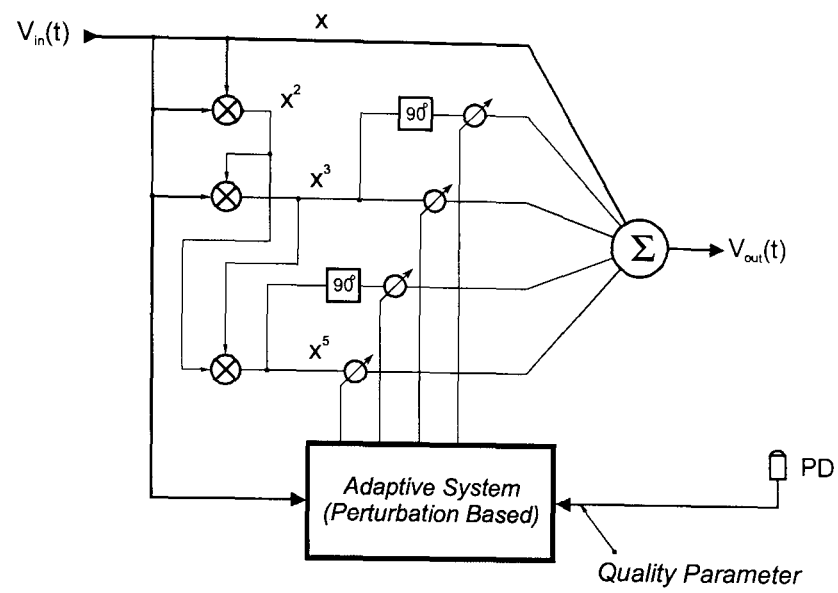 V_in(t)
x
x^2
90°
x^3
Σ
V_out(t)
90°
x^5
Adaptive System
(Perturbation Based)
PD
Quality Parameter